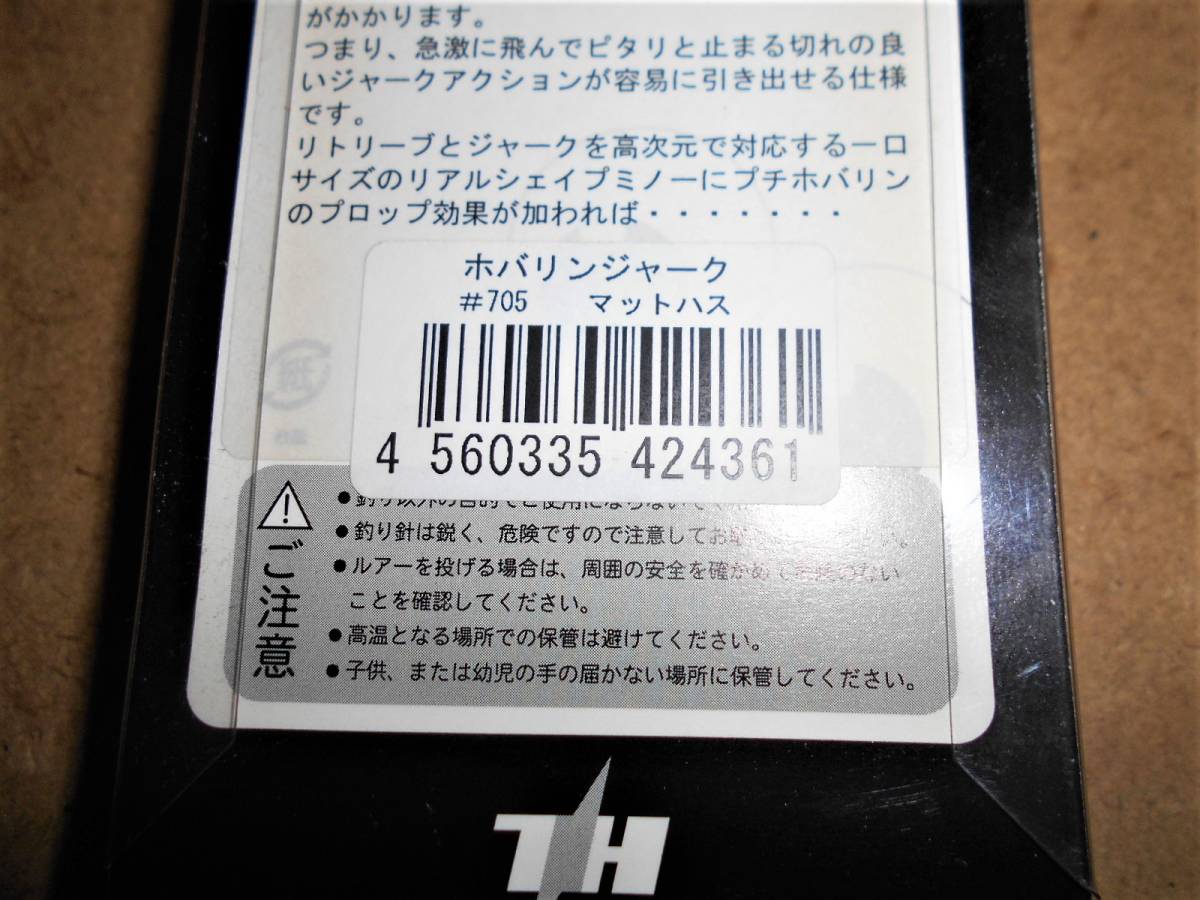 がかかります。
つまり、急激に飛んでピタリと止まる切れの良
いジャークアクションが容易に引き出せる仕様
です。
リトリーブとジャークを高次元で対応する一口
サイズのリアルシェイプミノーにプチホバリン
のプロップ効果が加われば・・・・・・・
ホバリンジャーク
#705 マットハス
4 560335 424361
紙
ご注意
●釣り針は鋭く、危険ですので注意して
●ルアーを投げる場合は、周囲の安全を確かめて
ことを確認してください。
●高温となる場所での保管は避けてください。
●子供、または幼児の手の届かない場所に保管してください。